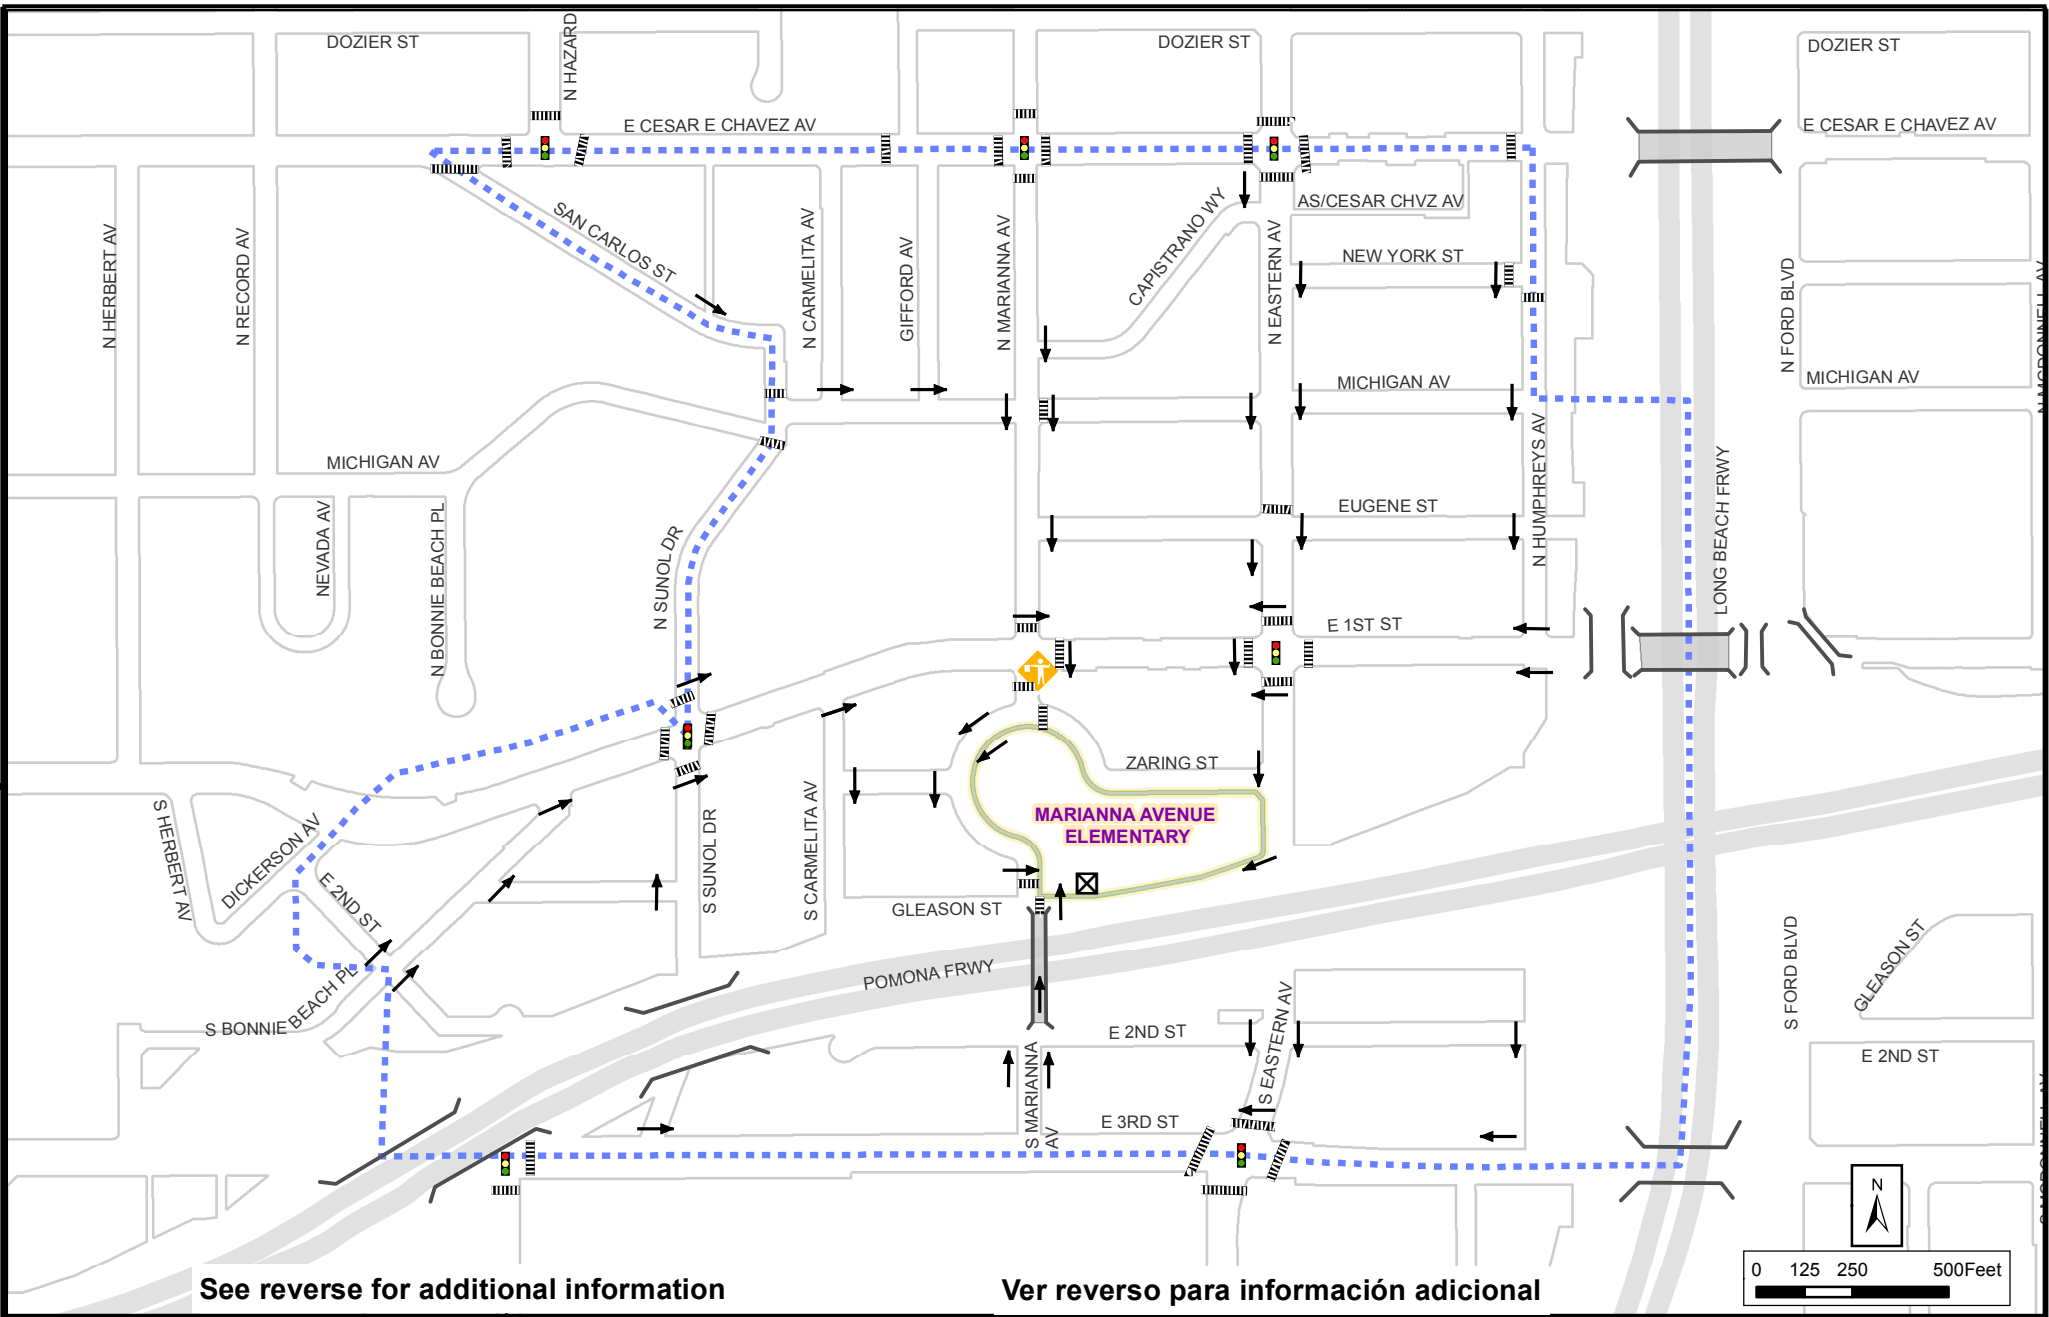 DOZIER ST
N HAZARD
DOZIER ST
DOZIER ST
E CESAR E CHAVEZ AV
E CESAR E CHAVEZ AV
SAN CARLOS ST
AS/CESAR CHVZ AV
CAPISTRANO WY
NEW YORK ST
N HERBERT AV
N RECORD AV
N CARMELITA AV
GIFFORD AV
N MARIANNA AV
N EASTERN AV
N FORD BLVD
N MCDONNELL AV
MICHIGAN AV
MICHIGAN AV
MICHIGAN AV
NEVADA AV
N BONNIE BEACH PL
N SUNOL DR
EUGENE ST
N HUMPHREYS AV
LONG BEACH FRWY
E 1ST ST
ZARING ST
MARIANNA AVENUE
ELEMENTARY
S HERBERT AV
DICKERSON AV
E 2ND ST
S SUNOL DR
S CARMELITA AV
GLEASON ST
POMONA FRWY
S BONNIE BEACH PL
S FORD BLVD
GLEASON ST
E 2ND ST
S EASTERN AV
E 2ND ST
S MARIANNA
AV
E 3RD ST
S MCDONNELL AV
N
0 125 250 500Feet
See reverse for additional information
Ver reverso para información adicional